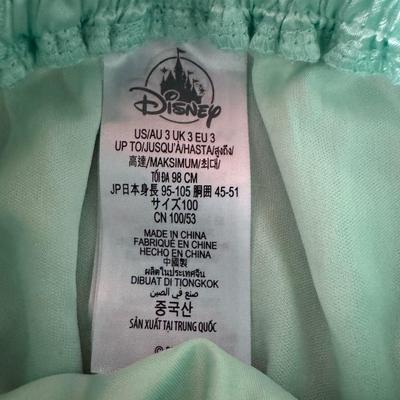 Disney
US/AU 3 UK 3 EU 3
UP TO/JUSQU'À/HASTA/สูงถึง/
高達/MAKSIMUM/최대/
TỐI ĐA 98 CM
JP日本身長 95-105 胴囲 45-51
サイズ100
CN 100/53
MADE IN CHINA
FABRIQUÉ EN CHINE
HECHO EN CHINA
中國製
ผลิตในประเทศจีน
DIBUAT DI TIONGKOK
صنع في الصين
중국산
SẢN XUẤT TẠI TRUNG QUỐC
©